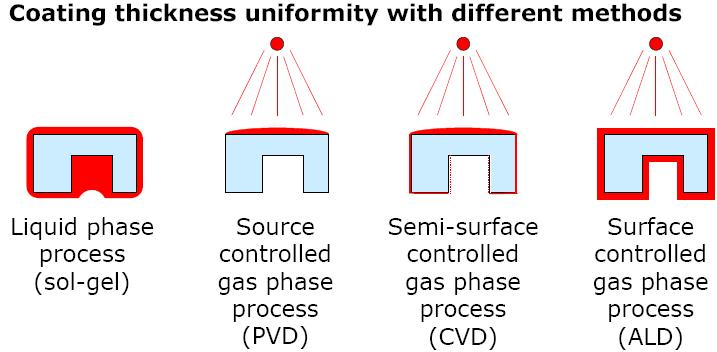 Coating thickness uniformity with different methods
Liquid phase
process
(sol-gel)
Source
controlled
gas phase
process
(PVD)
Semi-surface
controlled
gas phase
process
(CVD)
Surface
controlled
gas phase
process
(ALD)